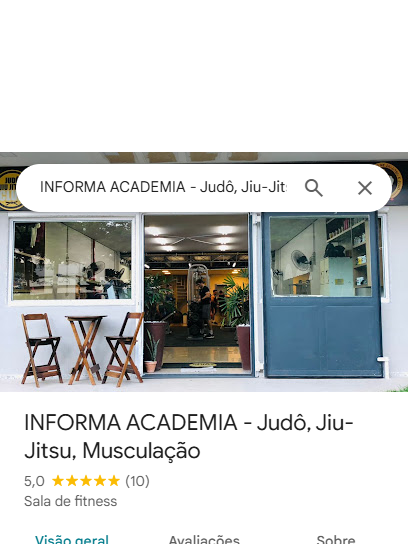 INFORMA ACADEMIA - Judô, Jiu-Jits
INFORMA ACADEMIA - Judô, Jiu-
Jitsu, Musculação
5,0 (10)
Sala de fitness
Visão geral Avaliações Sobre